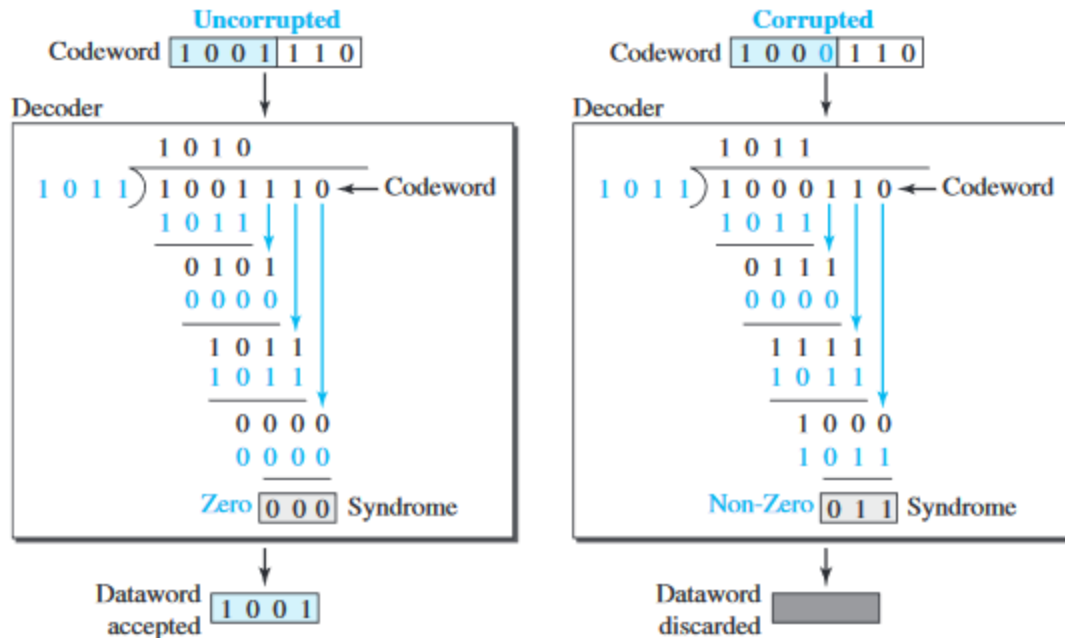 Uncorrupted
Codeword 1 0 0 1 1 1 0
Decoder
1 0 1 0
1 0 1 1 ) 1 0 0 1 1 1 0 Codeword
1 0 1 1
0 1 0 1
0 0 0 0
1 0 1 1
1 0 1 1
0 0 0 0
0 0 0 0
Zero 0 0 0 Syndrome
Dataword
accepted
1 0 0 1
Corrupted
Codeword 1 0 0 0 1 1 0
Decoder
1 0 1 1
1 0 1 1 ) 1 0 0 0 1 1 0 Codeword
1 0 1 1
0 1 1 1
0 0 0 0
1 1 1 1
1 0 1 1
1 0 0 0
1 0 1 1
Non-Zero 0 1 1 Syndrome
Dataword
discarded